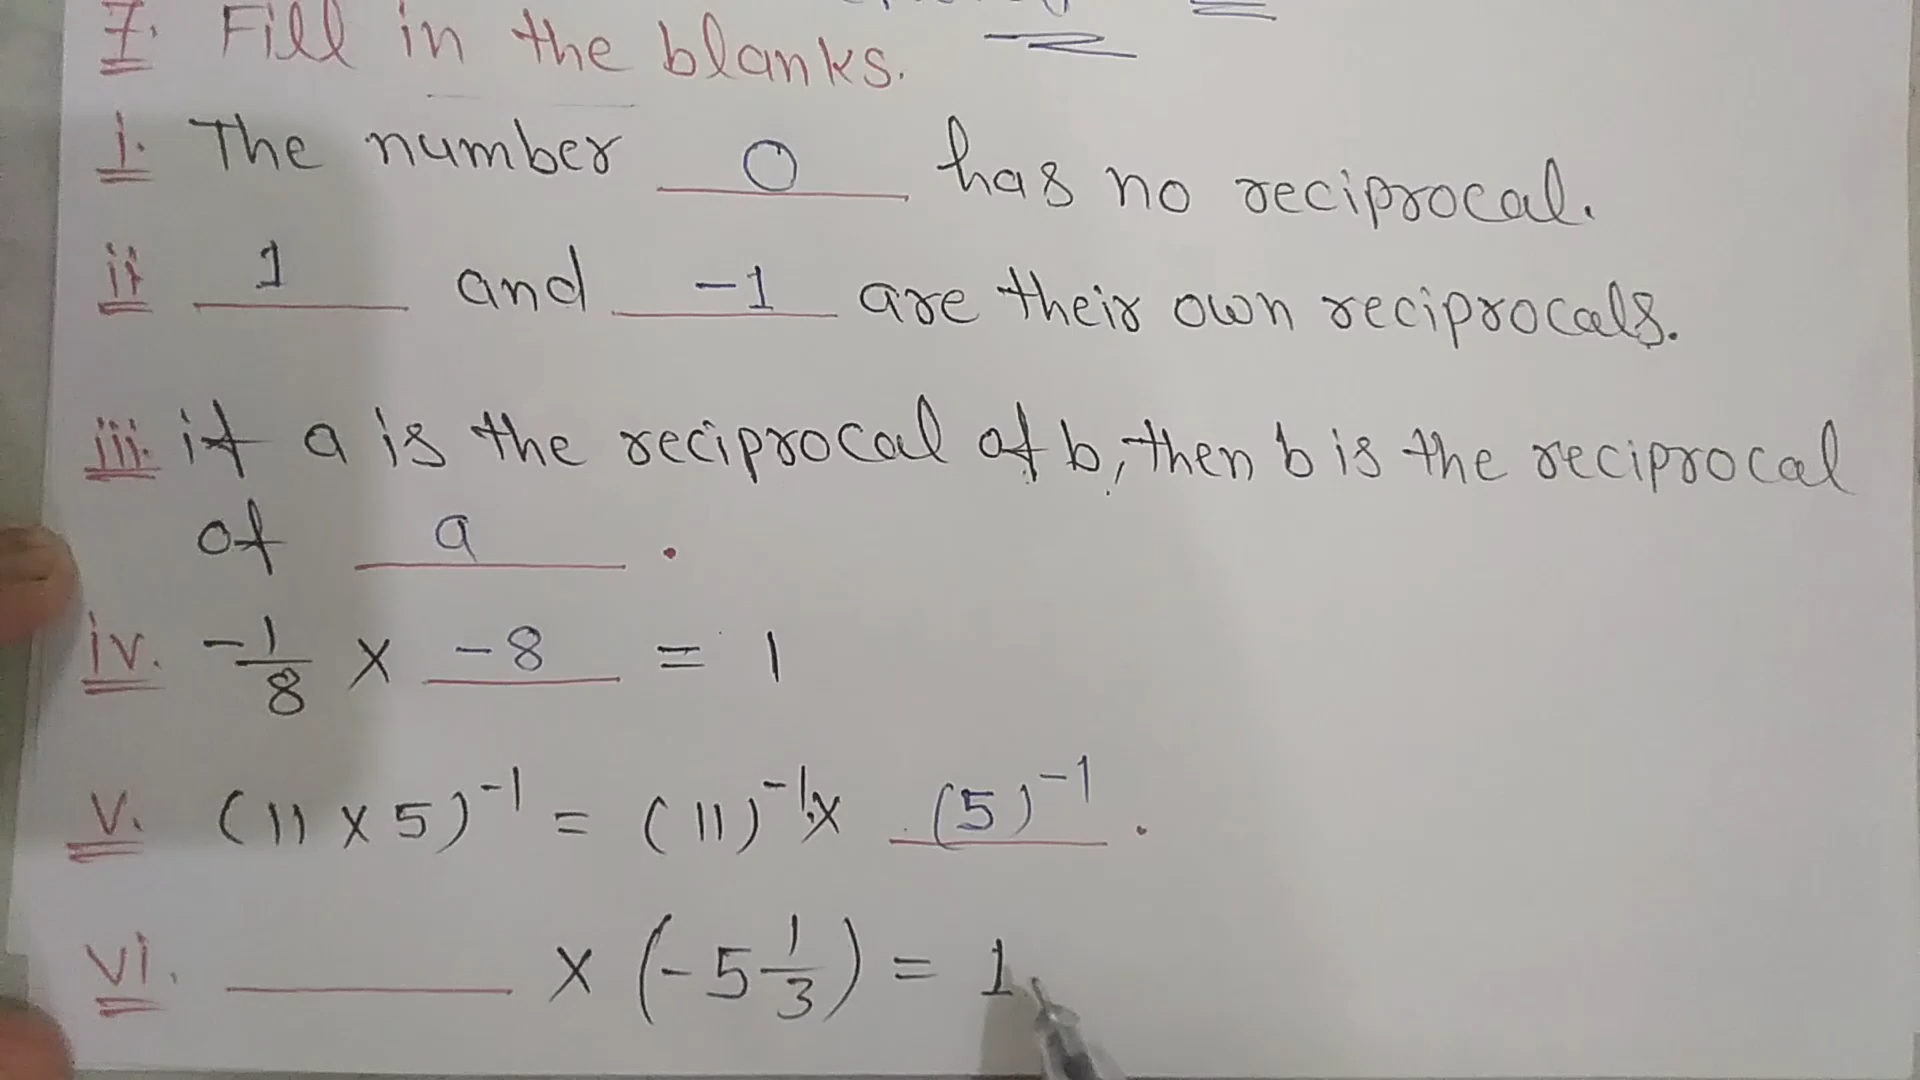 7. Fill in the blanks.
i. The number 0 has no reciprocal.
ii 1 and -1 are their own reciprocals.
iii. if a is the reciprocal of b, then b is the reciprocal
of a .
iv. -1/8 × -8 = 1
v. (11 × 5)⁻¹ = (11)⁻¹ × (5)⁻¹ .
vi. ____ × (-5 1/3) = 1